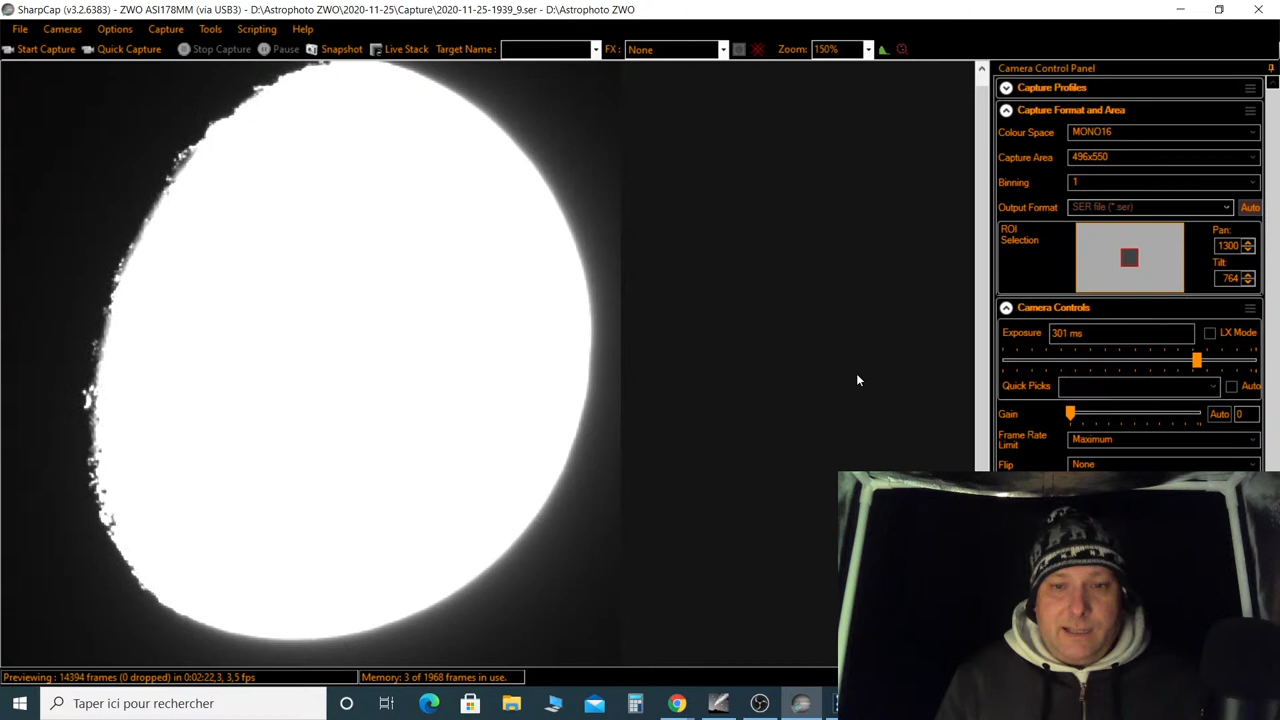 SharpCap (v3.2.6383) - ZWO ASI178MM (via USB3) - D:\Astrophoto ZWO\2020-11-25\Capture\2020-11-25-1939_9.ser - D:\Astrophoto ZWO
File Cameras Options Capture Tools Scripting Help
Start Capture Quick Capture Stop Capture Pause Snapshot Live Stack Target Name : FX : None Zoom: 150%
Camera Control Panel
Capture Profiles
Capture Format and Area
Colour Space MONO16
Capture Area 496x550
Binning 1
Output Format SER file (*.ser) Auto
ROI Selection
Pan: 1300
Tilt: 764
Camera Controls
Exposure 301 ms LX Mode
Quick Picks Auto
Gain Auto 0
Frame Rate Limit Maximum
Flip None
Previewing : 14394 frames (0 dropped) in 0:02:22,3, 3,5 fps Memory: 3 of 1968 frames in use.
Taper ici pour rechercher